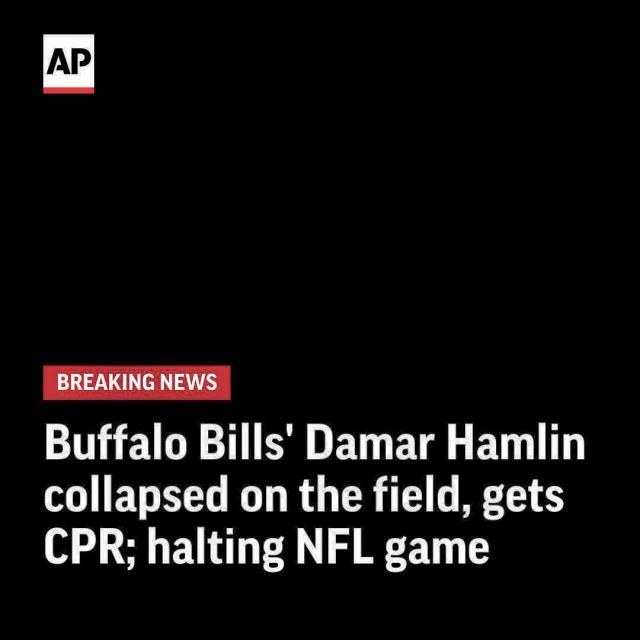 AP
BREAKING NEWS
Buffalo Bills' Damar Hamlin
collapsed on the field, gets
CPR; halting NFL game